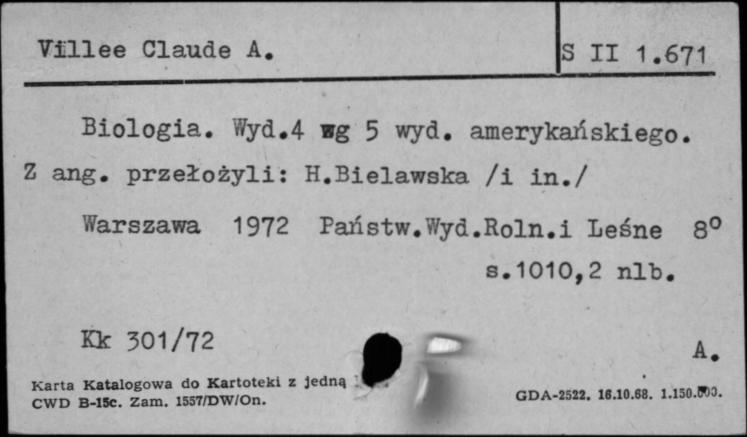 Villee Claude A.
S II 1.671
Biologia. Wyd.4 wg 5 wyd. amerykańskiego.
Z ang. przełożyli: H.Bielawska /i in./
Warszawa 1972 Państw.Wyd.Roln.i Leśne 8º
s.1010,2 nlb.
Kk 301/72
A.
Karta Katalogowa do Kartoteki z jedną
CWD B-15c. Zam. 1557/DW/On.
GDA-2522. 16.10.68. 1.150.000.